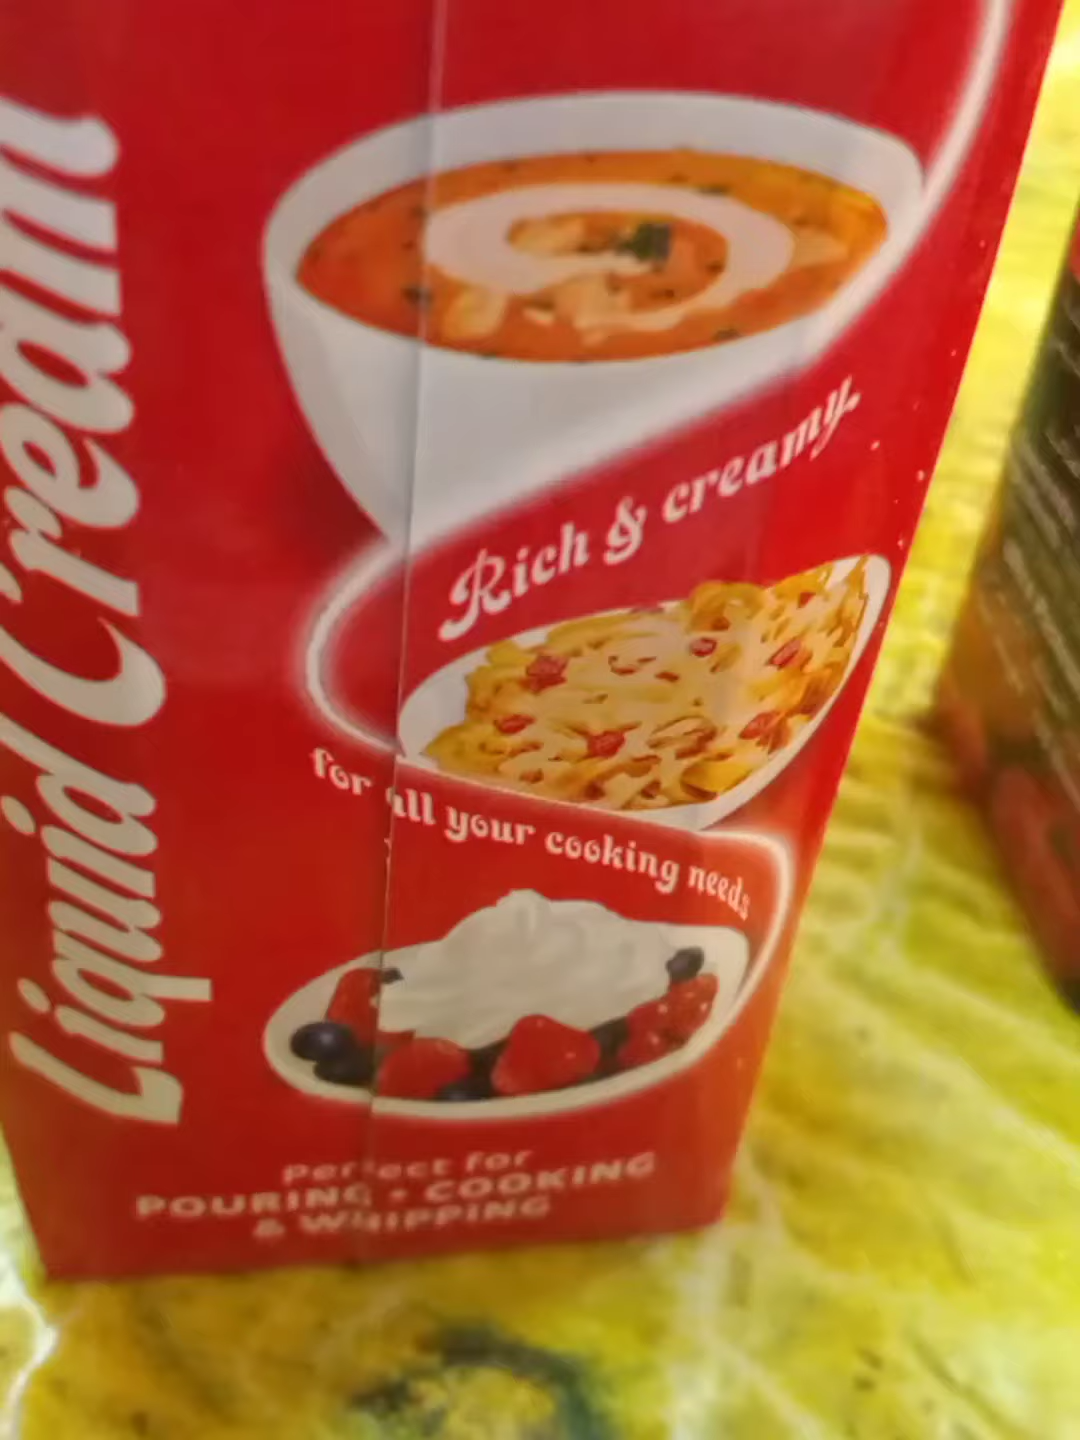 Liquid Cream
Rich & creamy
for all your cooking needs
Perfect for
POURING • COOKING
& WHIPPING